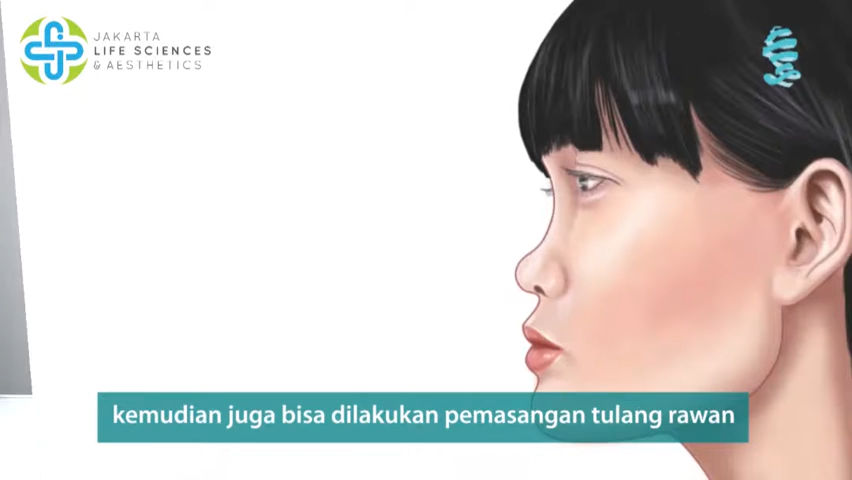 JAKARTA
LIFE SCIENCES
& AESTHETICS
kemudian juga bisa dilakukan pemasangan tulang rawan